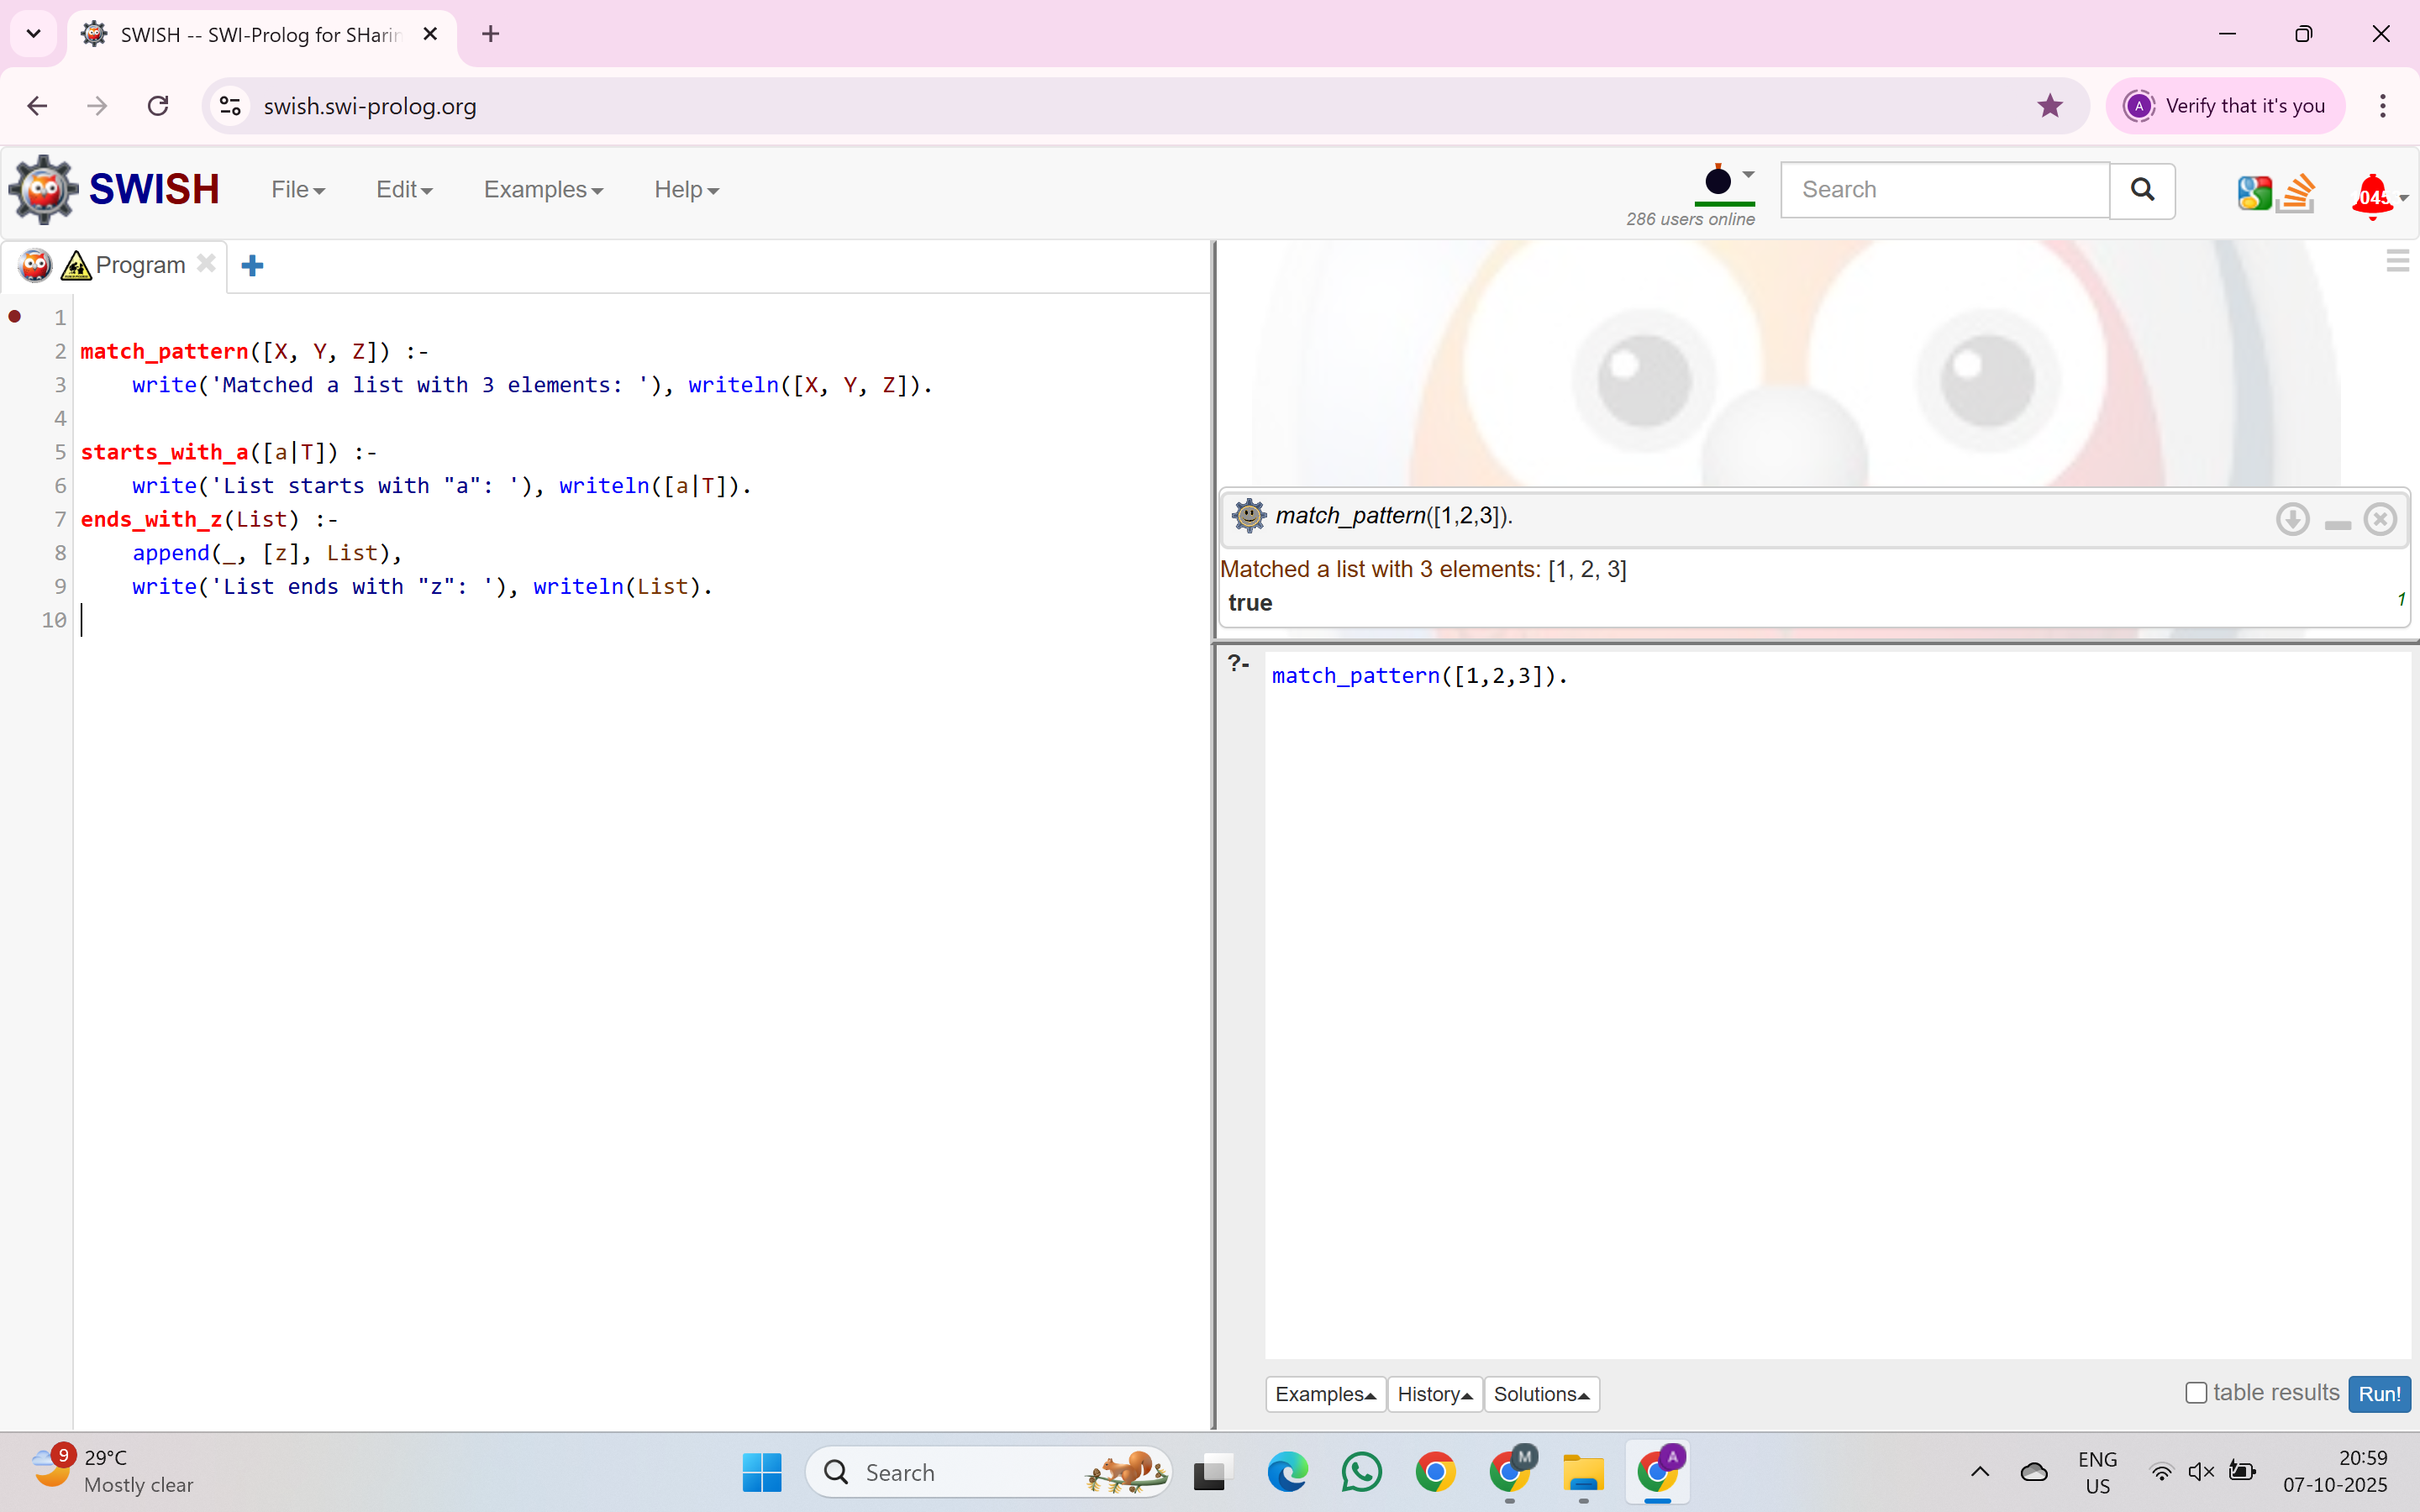 SWISH -- SWI-Prolog for SHarin
swish.swi-prolog.org
A
Verify that it's you
SWISH
File
Edit
Examples
Help
286 users online
Search
Program
1
2 match_pattern([X, Y, Z]) :-
3 write('Matched a list with 3 elements: '), writeln([X, Y, Z]).
4
5 starts_with_a([a|T]) :-
6 write('List starts with "a": '), writeln([a|T]).
7 ends_with_z(List) :-
8 append(_, [z], List),
9 write('List ends with "z": '), writeln(List).
10
match_pattern([1,2,3]).
Matched a list with 3 elements: [1, 2, 3]
true
1
?- match_pattern([1,2,3]).
Examples History Solutions
table results Run!
9
29°C
Mostly clear
Search
M
A
ENG
US
20:59
07-10-2025